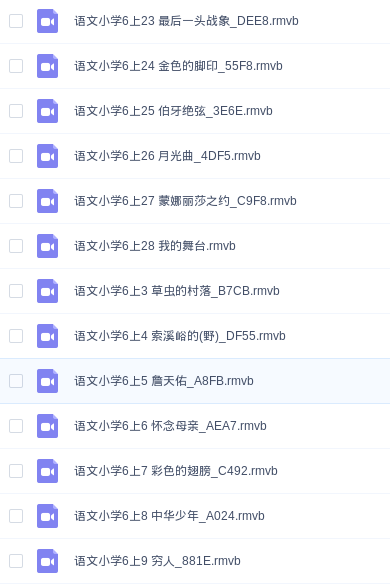 语文小学6上23 最后一头战象_DEE8.rmvb
语文小学6上24 金色的脚印_55F8.rmvb
语文小学6上25 伯牙绝弦_3E6E.rmvb
语文小学6上26 月光曲_4DF5.rmvb
语文小学6上27 蒙娜丽莎之约_C9F8.rmvb
语文小学6上28 我的舞台.rmvb
语文小学6上3 草虫的村落_B7CB.rmvb
语文小学6上4 索溪峪的(野)_DF55.rmvb
语文小学6上5 詹天佑_A8FB.rmvb
语文小学6上6 怀念母亲_AEA7.rmvb
语文小学6上7 彩色的翅膀_C492.rmvb
语文小学6上8 中华少年_A024.rmvb
语文小学6上9 穷人_881E.rmvb